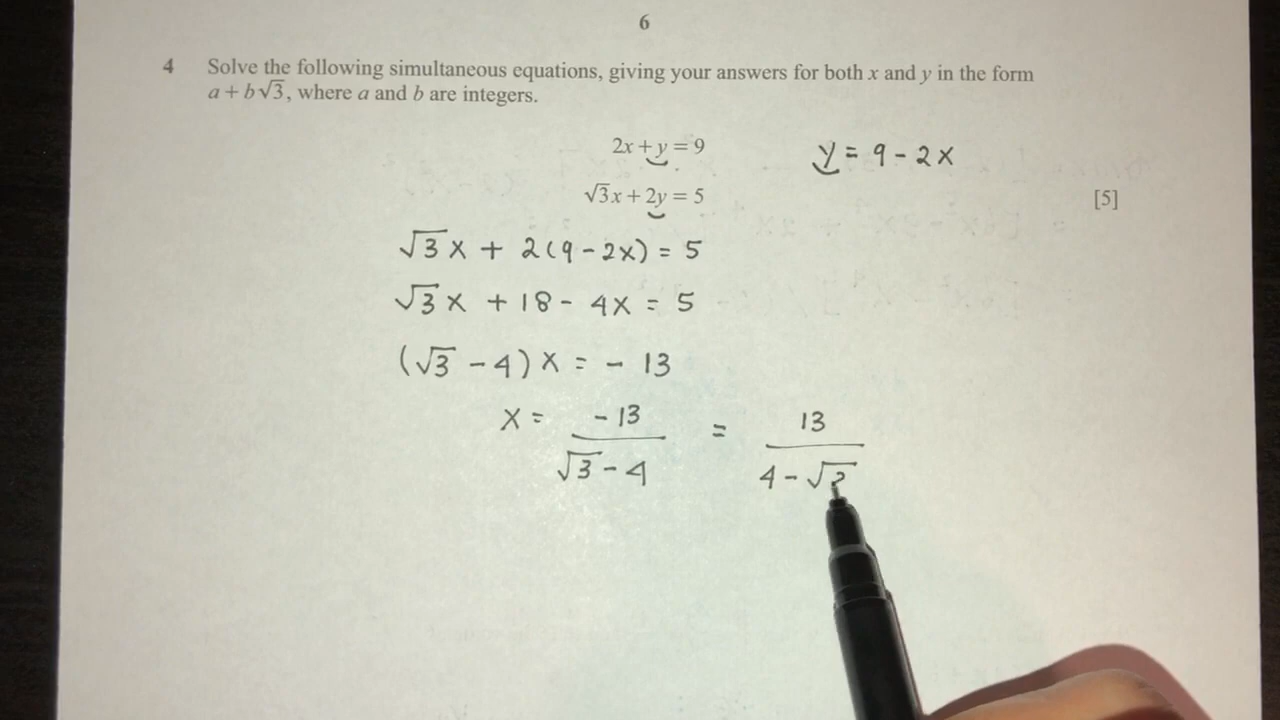 6
4 Solve the following simultaneous equations, giving your answers for both x and y in the form
a + b√3, where a and b are integers.
2x + y = 9
y = 9 - 2x
√3x + 2y = 5
[5]
√3x + 2(9 - 2x) = 5
√3x + 18 - 4x = 5
(√3 - 4)x = - 13
x = -13/(√3 - 4) = 13/(4 - √3)